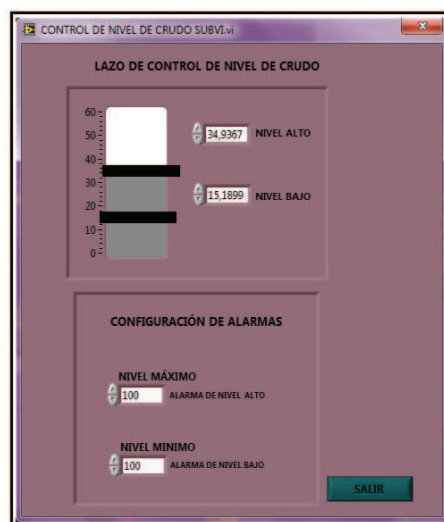 CONTROL DE NIVEL DE CRUDO SUBVI.vi
LAZO DE CONTROL DE NIVEL DE CRUDO
60
50
40
30
20
10
0
34,9367 NIVEL ALTO
15,1899 NIVEL BAJO
CONFIGURACIÓN DE ALARMAS
NIVEL MÁXIMO
100 ALARMA DE NIVEL ALTO
NIVEL MINIMO
100 ALARMA DE NIVEL BAJO
SALIR